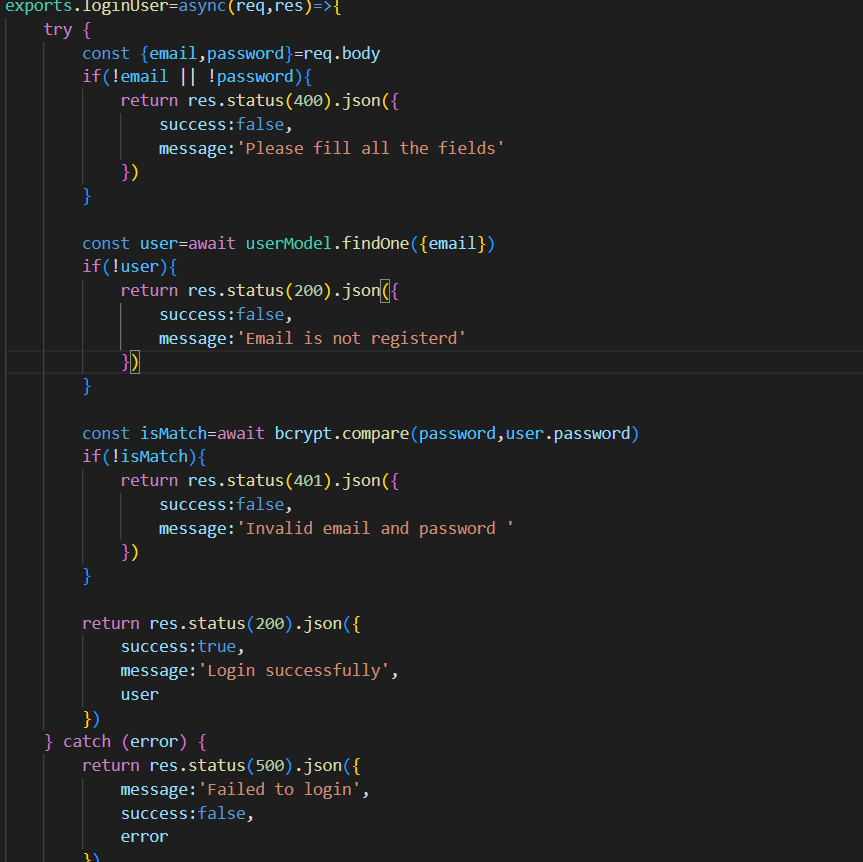 exports.loginUser=async(req,res)=>{
try {
const {email,password}=req.body
if(!email || !password){
return res.status(400).json({
success:false,
message:'Please fill all the fields'
})
}
const user=await userModel.findOne({email})
if(!user){
return res.status(200).json({
success:false,
message:'Email is not registerd'
})
}
const isMatch=await bcrypt.compare(password,user.password)
if(!isMatch){
return res.status(401).json({
success:false,
message:'Invalid email and password '
})
}
return res.status(200).json({
success:true,
message:'Login successfully',
user
})
} catch (error) {
return res.status(500).json({
message:'Failed to login',
success:false,
error
})